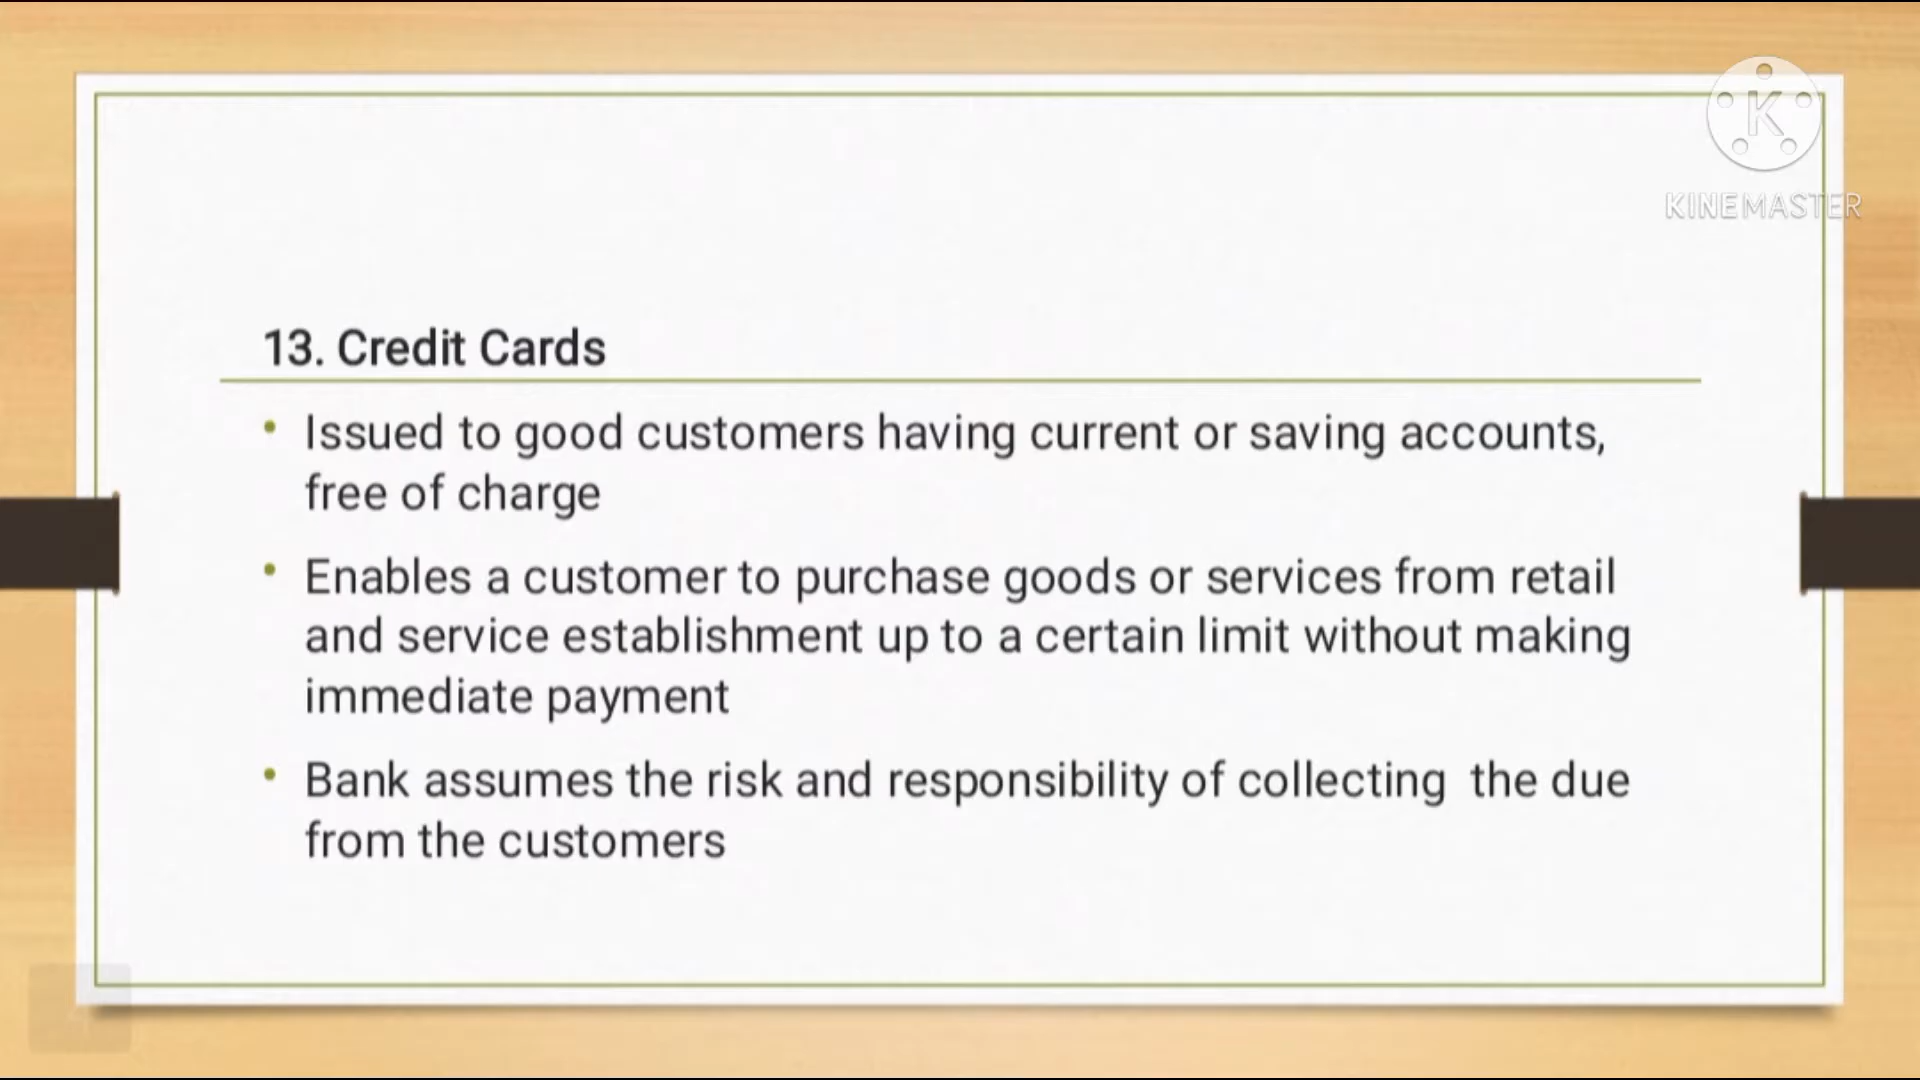 K
KINEMASTER
13. Credit Cards
• Issued to good customers having current or saving accounts,
free of charge
• Enables a customer to purchase goods or services from retail
and service establishment up to a certain limit without making
immediate payment
• Bank assumes the risk and responsibility of collecting  the due
from the customers